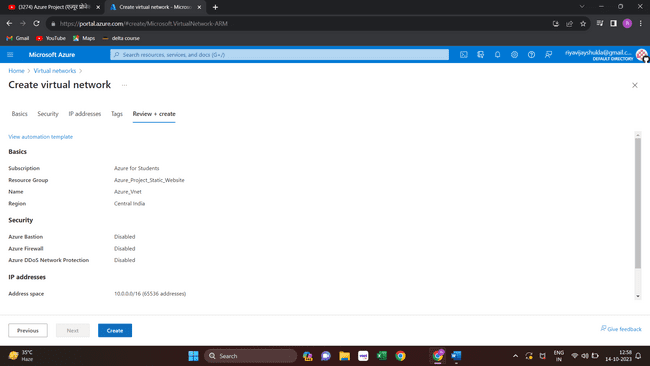 (3274) Azure Project
Create virtual network - Microso
https://portal.azure.com/#create/Microsoft.VirtualNetwork-ARM
Gmail YouTube Maps delta course
Microsoft Azure
Search resources, services, and docs (G+/)
riyavijayshukla@gmail.c...
DEFAULT DIRECTORY
Home > Virtual networks >
Create virtual network ...
Basics Security IP addresses Tags Review + create
View automation template
Basics
Subscription Azure for Students
Resource Group Azure_Project_Static_Website
Name Azure_Vnet
Region Central India
Security
Azure Bastion Disabled
Azure Firewall Disabled
Azure DDoS Network Protection Disabled
IP addresses
Address space 10.0.0.0/16 (65536 addresses)
Previous Next Create
Give feedback
35°C
Haze
Search
ENG
IN
12:58
14-10-2023